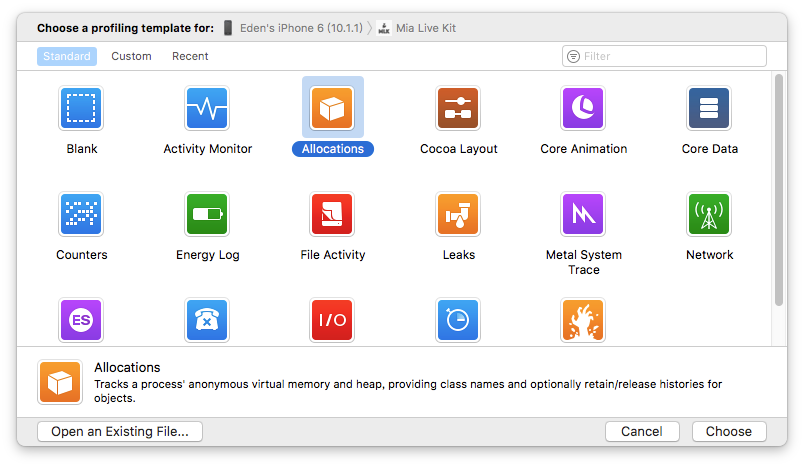 Choose a profiling template for: Eden's iPhone 6 (10.1.1) MLK Mia Live Kit
Standard Custom Recent Filter
Blank Activity Monitor Allocations Cocoa Layout Core Animation Core Data
Counters Energy Log File Activity Leaks Metal System Trace Network
ES I/O
Allocations
Tracks a process' anonymous virtual memory and heap, providing class names and optionally retain/release histories for
objects.
Open an Existing File... Cancel Choose